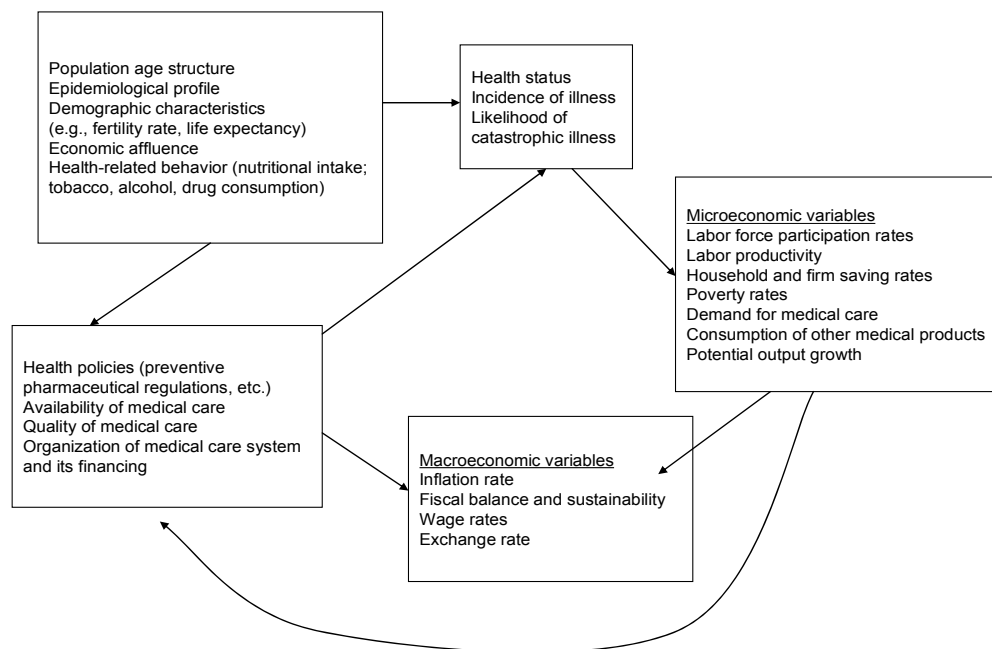 Population age structure
Epidemiological profile
Demographic characteristics
(e.g., fertility rate, life expectancy)
Economic affluence
Health-related behavior (nutritional intake;
tobacco, alcohol, drug consumption)
Health status
Incidence of illness
Likelihood of
catastrophic illness
Microeconomic variables
Labor force participation rates
Labor productivity
Household and firm saving rates
Poverty rates
Demand for medical care
Consumption of other medical products
Potential output growth
Health policies (preventive
pharmaceutical regulations, etc.)
Availability of medical care
Quality of medical care
Organization of medical care system
and its financing
Macroeconomic variables
Inflation rate
Fiscal balance and sustainability
Wage rates
Exchange rate